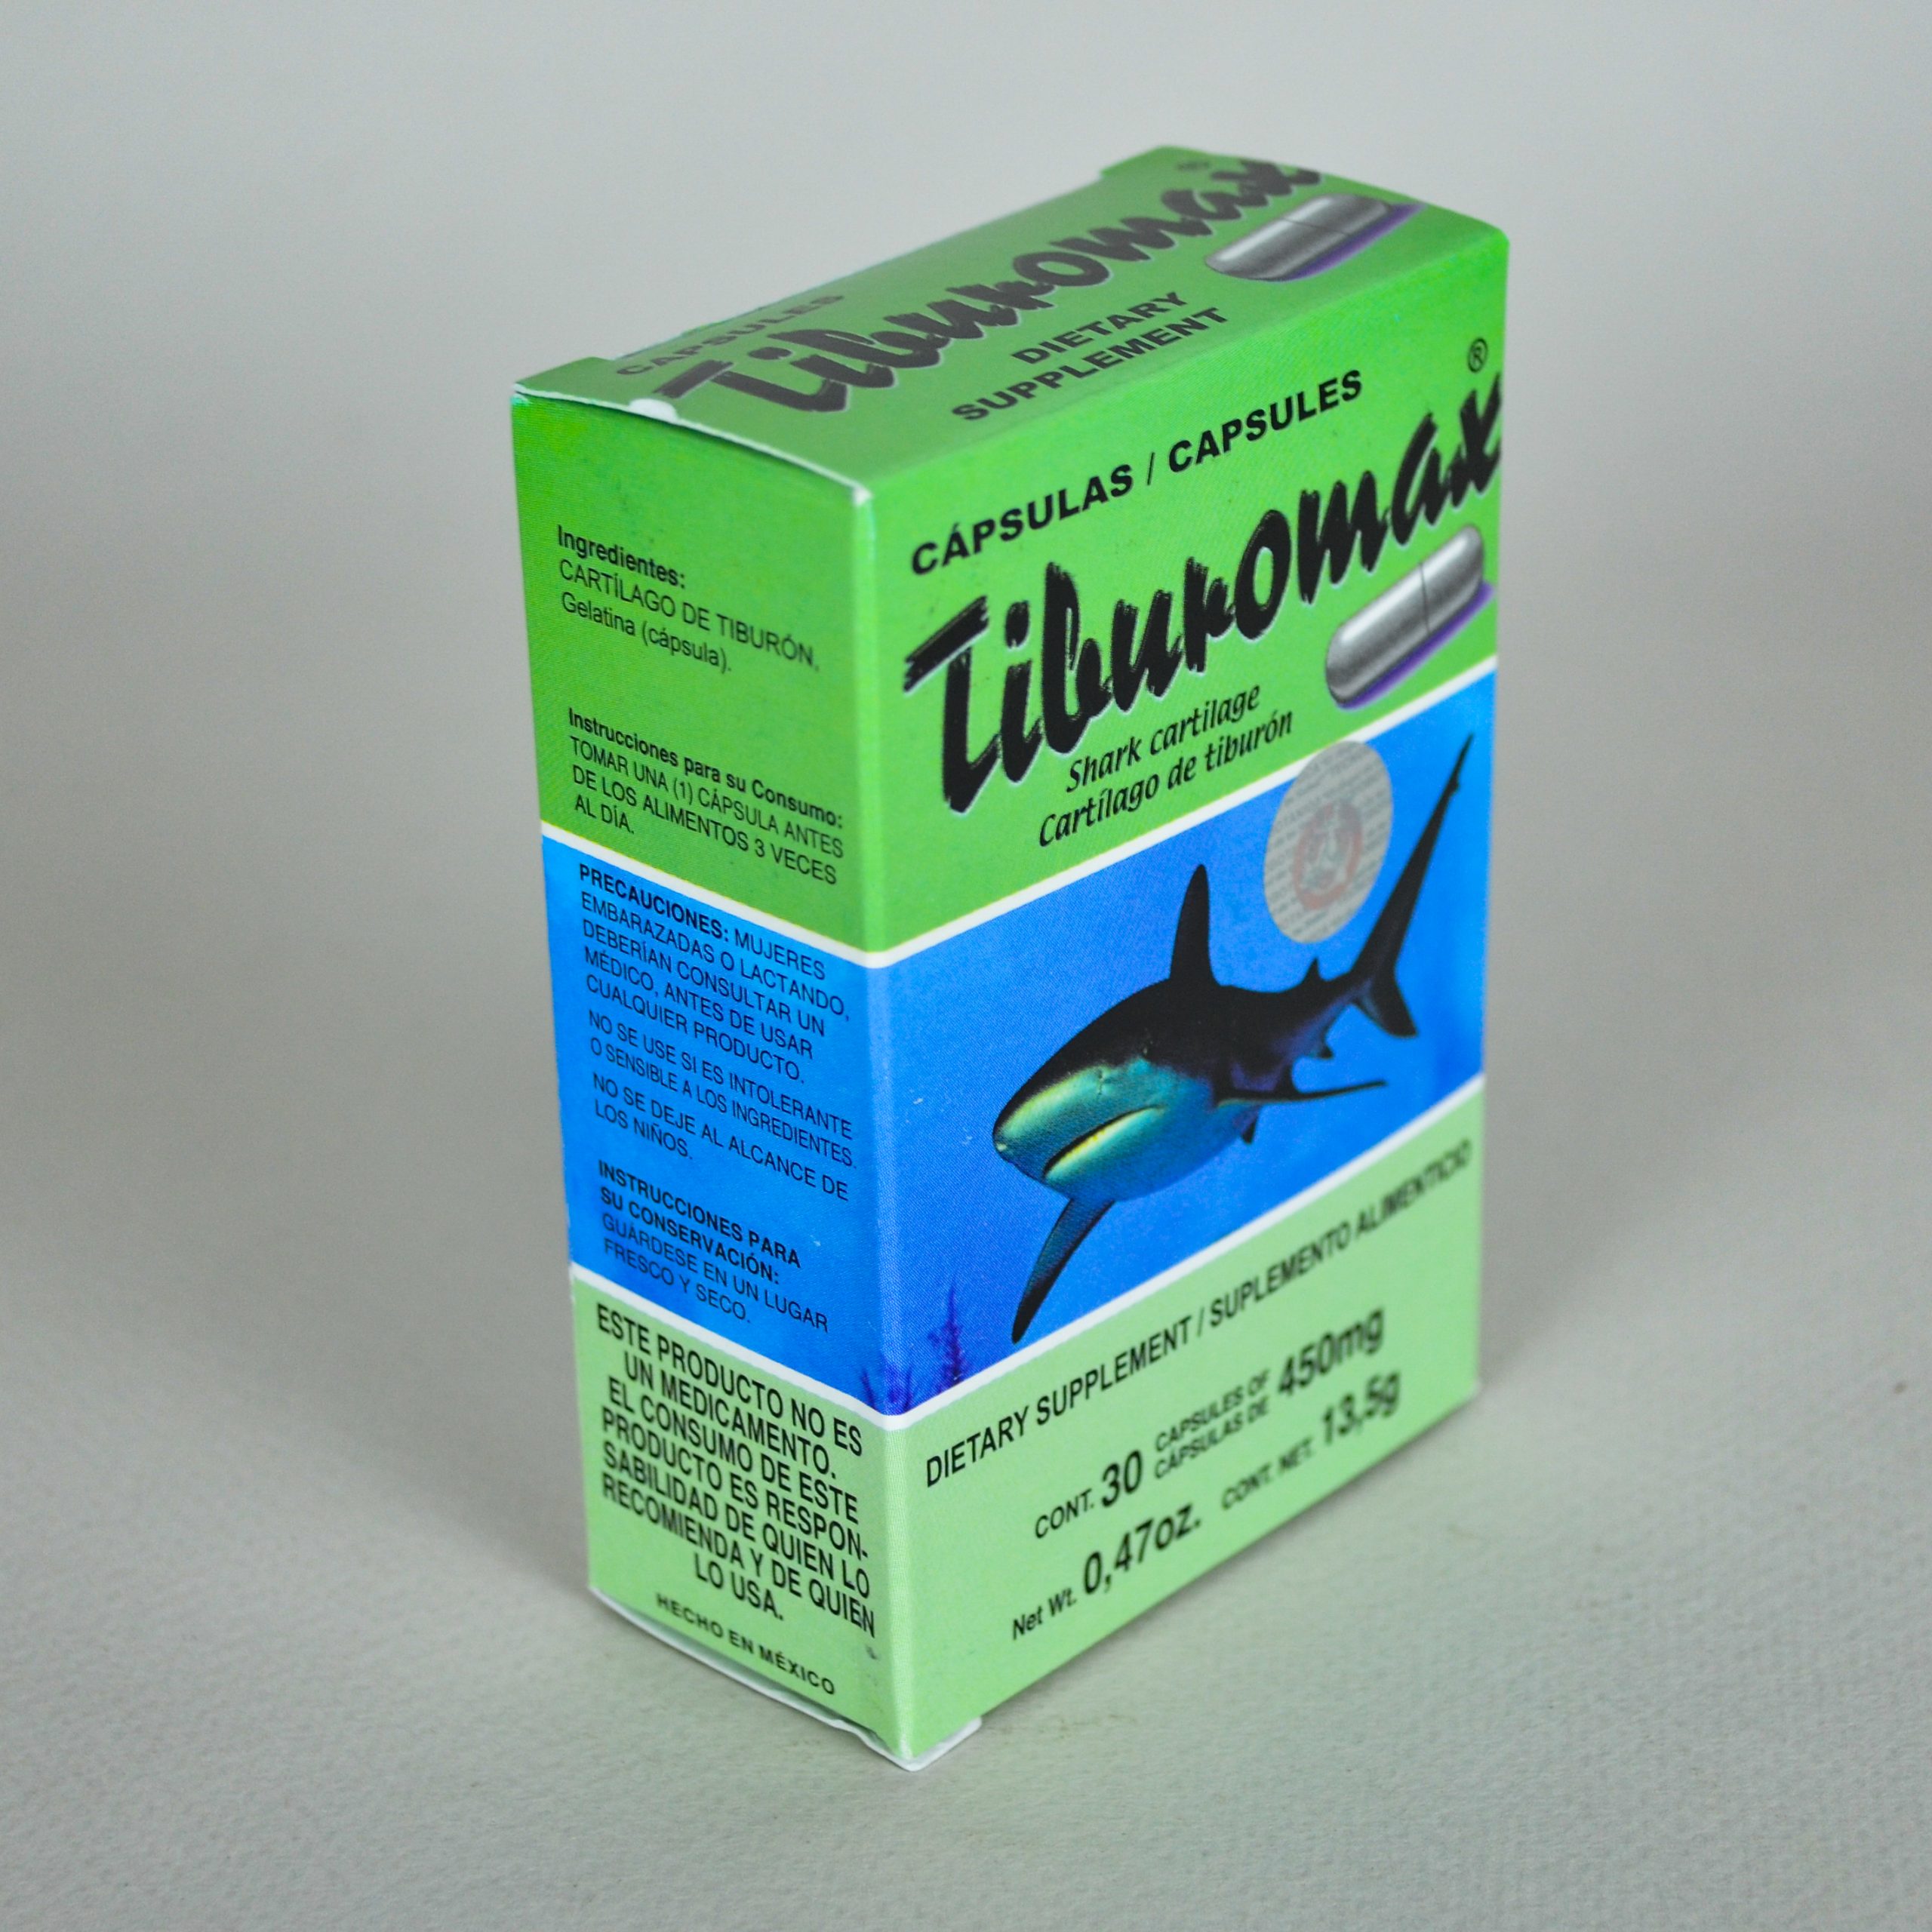 CAPSULES
Tiburomax
DIETARY
SUPPLEMENT
CÁPSULAS / CAPSULES
Tiburomax®
Shark cartilage
Cartílago de tiburón
DIETARY SUPPLEMENT / SUPLEMENTO ALIMENTICIO
CONT. 30 CAPSULES OF 450mg
CÁPSULAS DE
Net Wt. 0,47oz. CONT. NET. 13,5g
Ingredientes:
CARTÍLAGO DE TIBURÓN,
Gelatina (cápsula).
Instrucciones para su Consumo:
TOMAR UNA (1) CÁPSULA ANTES
DE LOS ALIMENTOS 3 VECES
AL DÍA.
PRECAUCIONES: MUJERES
EMBARAZADAS O LACTANDO,
DEBERÍAN CONSULTAR UN
MÉDICO, ANTES DE USAR
CUALQUIER PRODUCTO.
NO SE USE SI ES INTOLERANTE
O SENSIBLE A LOS INGREDIENTES.
NO SE DEJE AL ALCANCE DE
LOS NIÑOS.
INSTRUCCIONES PARA
SU CONSERVACIÓN:
GUÁRDESE EN UN LUGAR
FRESCO Y SECO.
ESTE PRODUCTO NO ES
UN MEDICAMENTO.
EL CONSUMO DE ESTE
PRODUCTO ES RESPON-
SABILIDAD DE QUIEN LO
RECOMIENDA Y DE QUIEN
LO USA.
HECHO EN MÉXICO